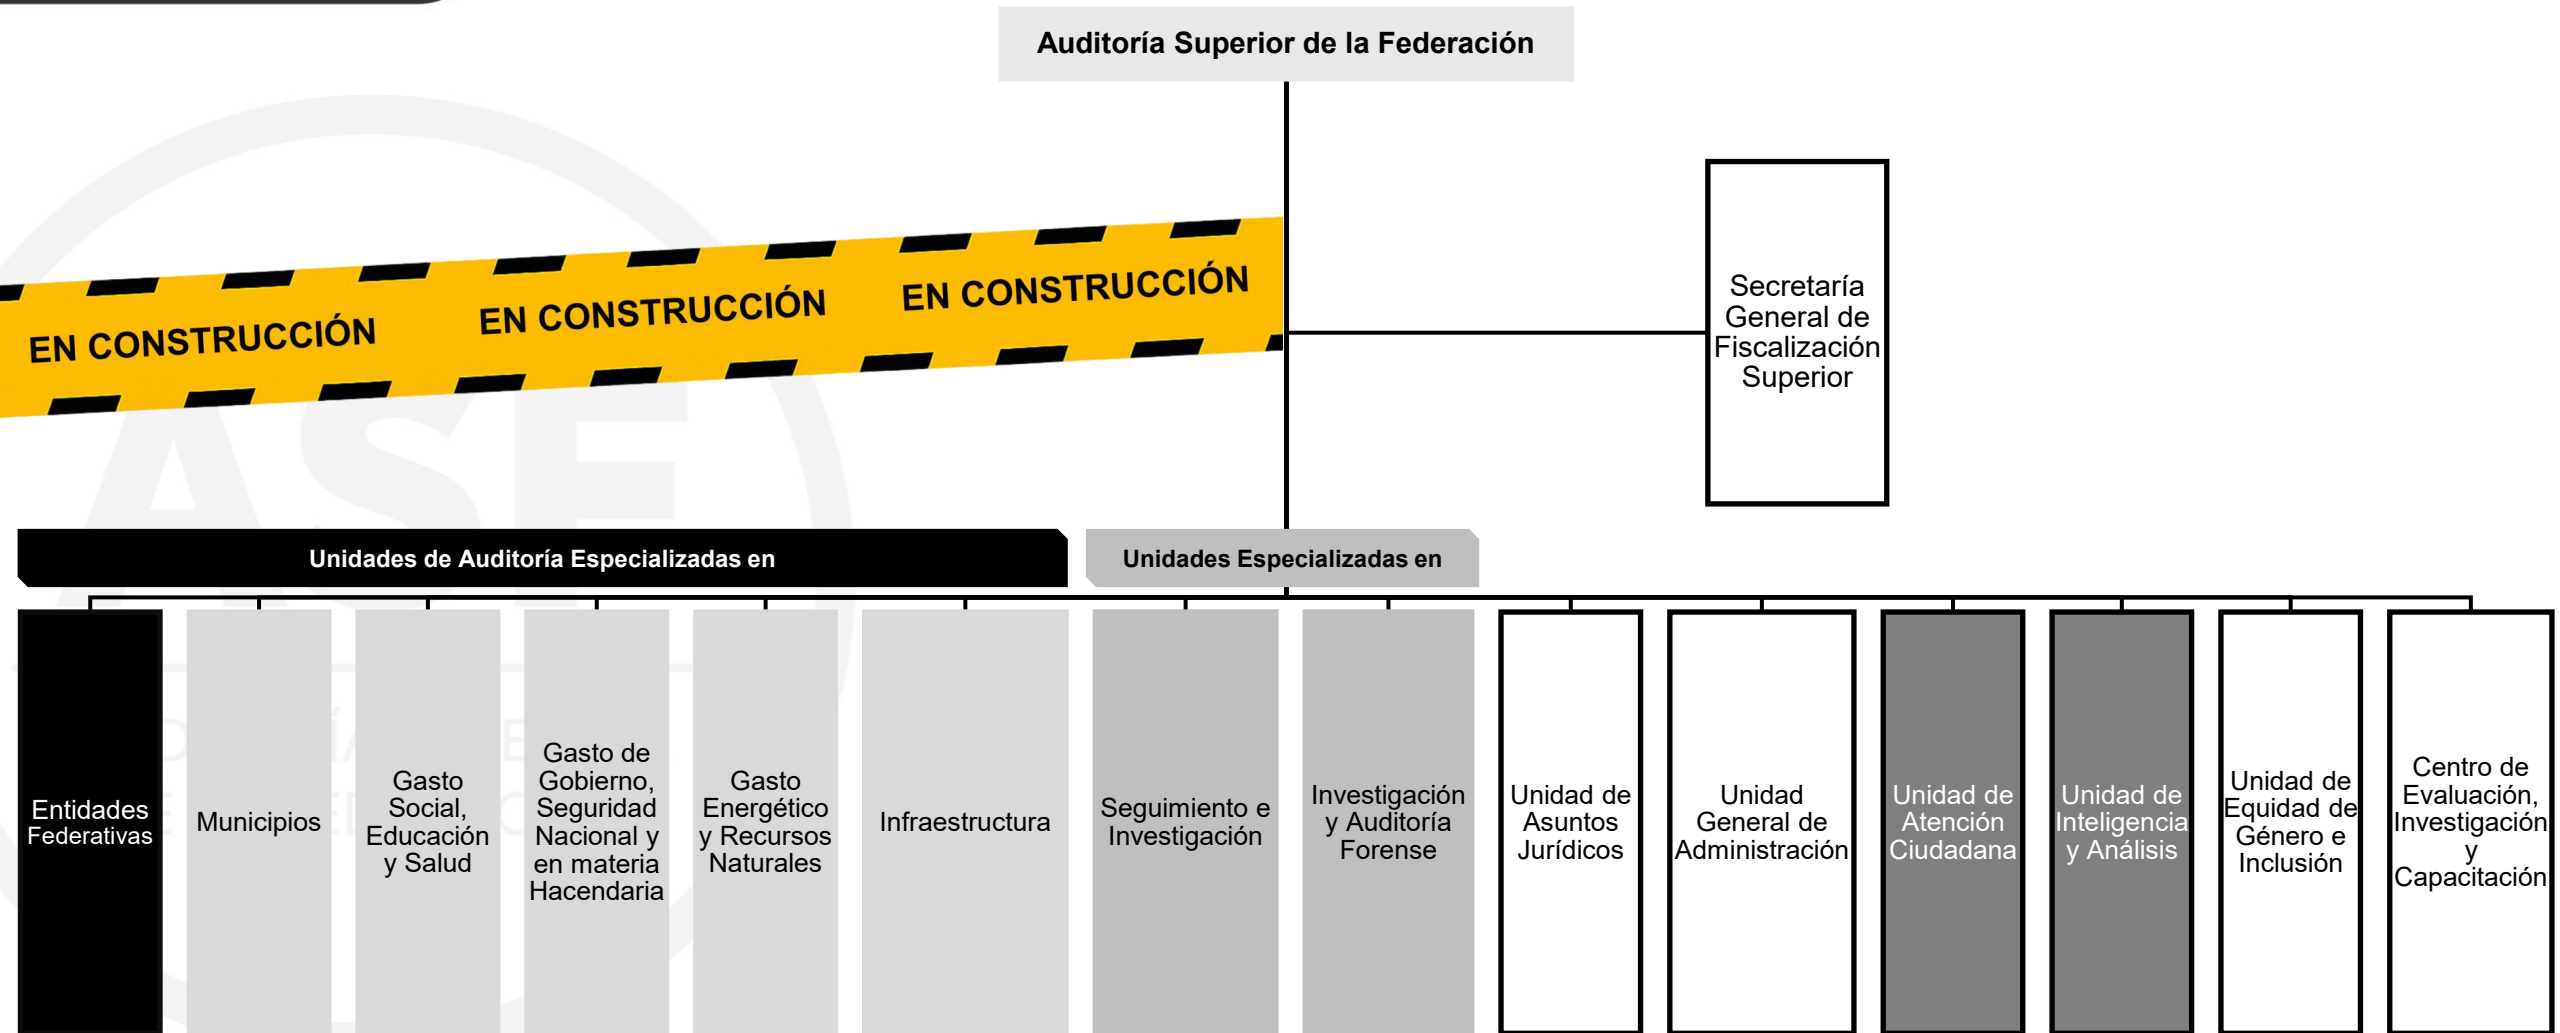 Auditoría Superior de la Federación
EN CONSTRUCCIÓN
EN CONSTRUCCIÓN
EN CONSTRUCCIÓN
Secretaría
General de
Fiscalización
Superior
Unidades de Auditoría Especializadas en
Unidades Especializadas en
Entidades
Federativas
Municipios
Gasto
Social,
Educación
y Salud
Gasto de
Gobierno,
Seguridad
Nacional y
en materia
Hacendaria
Gasto
Energético
y Recursos
Naturales
Infraestructura
Seguimiento e
Investigación
Investigación
y Auditoría
Forense
Unidad de
Asuntos
Jurídicos
Unidad
General de
Administración
Unidad de
Atención
Ciudadana
Unidad de
Inteligencia
y Análisis
Unidad de
Equidad de
Género e
Inclusión
Centro de
Evaluación,
Investigación
y
Capacitación
ASF